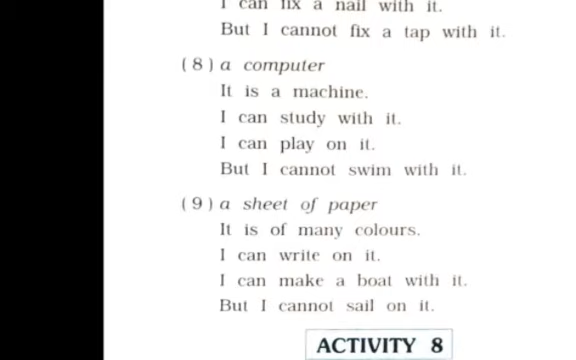 I can fix a nail with it.
But I cannot fix a tap with it.
(8) a computer
It is a machine.
I can study with it.
I can play on it.
But I cannot swim with it.
(9) a sheet of paper
It is of many colours.
I can write on it.
I can make a boat with it.
But I cannot sail on it.
ACTIVITY 8